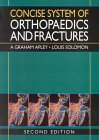 CONCISE SYSTEM OF
ORTHOPAEDICS
AND FRACTURES
A GRAHAM APLEY · LOUIS SOLOMON
SECOND EDITION